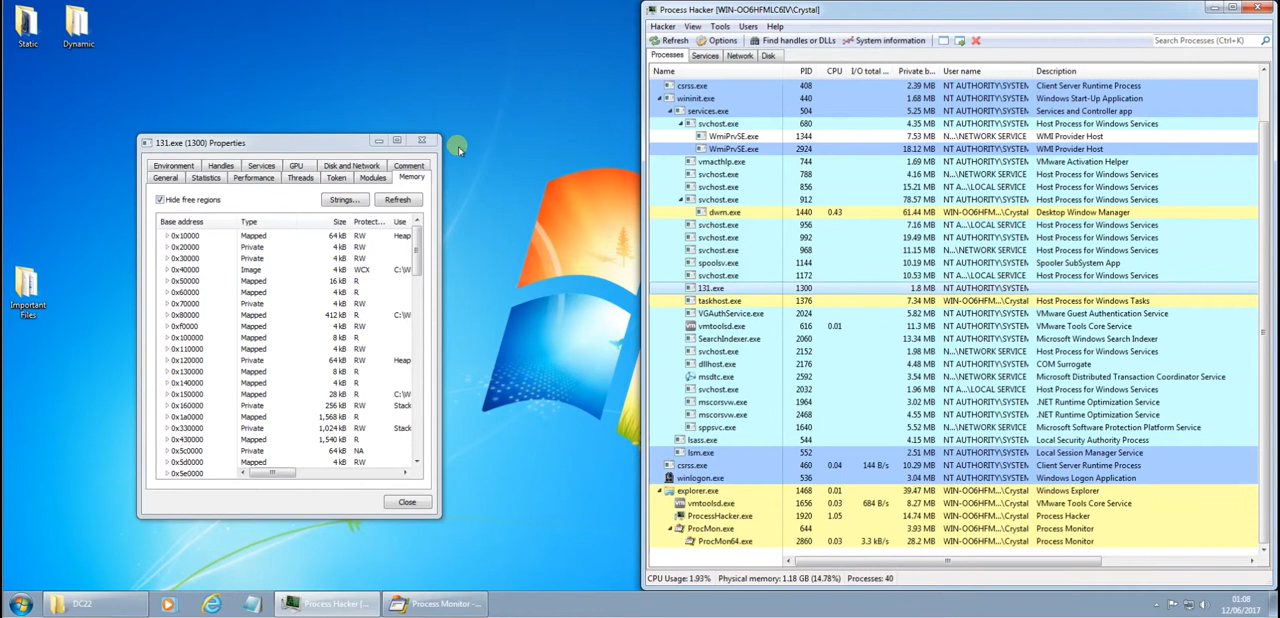 Static
Dynamic
Important
Files
131.exe (1300) Properties
Environment Handles Services GPU Disk and Network Comment
General Statistics Performance Threads Token Modules Memory
Hide free regions Strings... Refresh
Base address Type Size Protect... Use
0x10000 Mapped 64 kB RW Heap
0x20000 Private 4 kB RW
0x30000 Private 4 kB RW
0x40000 Image 4 kB WCX C:\W
0x50000 Mapped 16 kB R
0x60000 Mapped 4 kB R
0x70000 Private 4 kB RW
0x80000 Mapped 412 kB R C:\W
0xf0000 Mapped 4 kB RW
0x100000 Mapped 8 kB R
0x110000 Mapped 4 kB RW
0x120000 Private 64 kB RW Heap
0x130000 Mapped 8 kB R
0x140000 Mapped 4 kB RW
0x150000 Mapped 28 kB R C:\W
0x160000 Private 256 kB RW Stack
0x1a0000 Mapped 1,568 kB R
0x330000 Private 1,024 kB RW Stack
0x430000 Mapped 1,540 kB R
0x5c0000 Private 64 kB NA
0x5d0000 Mapped 4 kB RW
0x5e0000
Close
Process Hacker [WIN-OO6HFMLC6IV\Crystal]
Hacker View Tools Users Help
Refresh Options Find handles or DLLs System information Search Processes (Ctrl+K)
Processes Services Network Disk
Name PID CPU I/O total ... Private b... User name Description
csrss.exe 408 2.39 MB NT AUTHORITY\SYSTEM Client Server Runtime Process
wininit.exe 440 1.68 MB NT AUTHORITY\SYSTEM Windows Start-Up Application
services.exe 504 5.25 MB NT AUTHORITY\SYSTEM Services and Controller app
svchost.exe 680 4.35 MB NT AUTHORITY\SYSTEM Host Process for Windows Services
WmiPrvSE.exe 1344 7.53 MB N...\NETWORK SERVICE WMI Provider Host
WmiPrvSE.exe 2924 18.12 MB NT AUTHORITY\SYSTEM WMI Provider Host
vmacthlp.exe 744 1.69 MB NT AUTHORITY\SYSTEM VMware Activation Helper
svchost.exe 788 4.16 MB N...\NETWORK SERVICE Host Process for Windows Services
svchost.exe 856 15.21 MB NT A...\LOCAL SERVICE Host Process for Windows Services
svchost.exe 912 78.57 MB NT AUTHORITY\SYSTEM Host Process for Windows Services
dwm.exe 1440 0.43 61.44 MB WIN-OO6HFM...\Crystal Desktop Window Manager
svchost.exe 956 7.16 MB NT A...\LOCAL SERVICE Host Process for Windows Services
svchost.exe 992 19.49 MB NT AUTHORITY\SYSTEM Host Process for Windows Services
svchost.exe 968 11.15 MB N...\NETWORK SERVICE Host Process for Windows Services
spoolsv.exe 1144 10.19 MB NT AUTHORITY\SYSTEM Spooler SubSystem App
svchost.exe 1172 10.53 MB NT A...\LOCAL SERVICE Host Process for Windows Services
131.exe 1300 1.8 MB NT AUTHORITY\SYSTEM
taskhost.exe 1376 7.34 MB WIN-OO6HFM...\Crystal Host Process for Windows Tasks
VGAuthService.exe 2024 5.82 MB NT AUTHORITY\SYSTEM VMware Guest Authentication Service
vmtoolsd.exe 616 0.01 11.3 MB NT AUTHORITY\SYSTEM VMware Tools Core Service
SearchIndexer.exe 2060 13.34 MB NT AUTHORITY\SYSTEM Microsoft Windows Search Indexer
svchost.exe 2152 1.98 MB N...\NETWORK SERVICE Host Process for Windows Services
dllhost.exe 2176 4.48 MB NT AUTHORITY\SYSTEM COM Surrogate
msdtc.exe 2592 3.54 MB N...\NETWORK SERVICE Microsoft Distributed Transaction Coordinator Service
svchost.exe 2032 1.96 MB NT A...\LOCAL SERVICE Host Process for Windows Services
mscorsvw.exe 1964 3.02 MB NT AUTHORITY\SYSTEM .NET Runtime Optimization Service
mscorsvw.exe 2468 4.55 MB NT AUTHORITY\SYSTEM .NET Runtime Optimization Service
sppsvc.exe 1640 5.52 MB N...\NETWORK SERVICE Microsoft Software Protection Platform Service
lsass.exe 544 4.15 MB NT AUTHORITY\SYSTEM Local Security Authority Process
lsm.exe 552 2.51 MB NT AUTHORITY\SYSTEM Local Session Manager Service
csrss.exe 460 0.04 144 B/s 10.29 MB NT AUTHORITY\SYSTEM Client Server Runtime Process
winlogon.exe 536 3.04 MB NT AUTHORITY\SYSTEM Windows Logon Application
explorer.exe 1468 0.01 39.47 MB WIN-OO6HFM...\Crystal Windows Explorer
vmtoolsd.exe 1656 0.03 684 B/s 8.27 MB WIN-OO6HFM...\Crystal VMware Tools Core Service
ProcessHacker.exe 1920 1.05 14.74 MB WIN-OO6HFM...\Crystal Process Hacker
ProcMon.exe 644 3.93 MB WIN-OO6HFM...\Crystal Process Monitor
ProcMon64.exe 2860 0.03 3.3 kB/s 28.2 MB WIN-OO6HFM...\Crystal Process Monitor
CPU Usage: 1.93% Physical memory: 1.18 GB (14.78%) Processes: 40
DC22 Process Hacker [... Process Monitor -... 01:08
12/06/2017